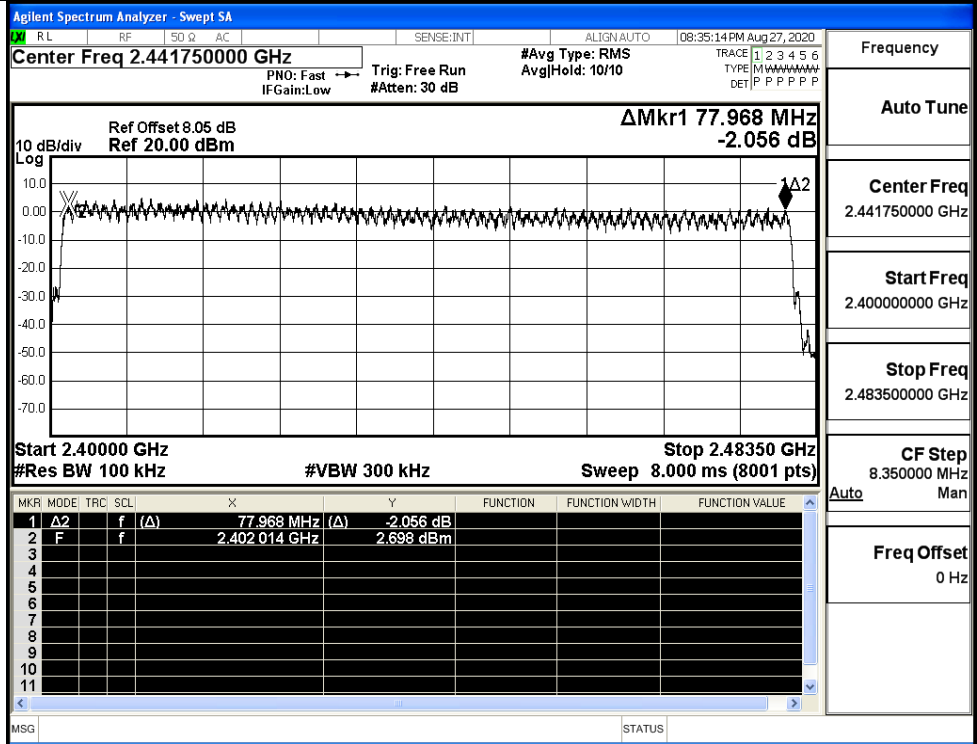 Agilent Spectrum Analyzer - Swept SA
LXI RL RF 50 Ω AC SENSE:INT ALIGNAUTO 08:35:14 PM Aug 27, 2020
Center Freq 2.441750000 GHz
PNO: Fast
IFGain:Low
Trig: Free Run
#Atten: 30 dB
#Avg Type: RMS
Avg|Hold: 10/10
TRACE 1 2 3 4 5 6
TYPE M WWWWW
DET P P P P P P
ΔMkr1 77.968 MHz
-2.056 dB
Ref Offset 8.05 dB
10 dB/div Ref 20.00 dBm
Log
10.0
0.00
-10.0
-20.0
-30.0
-40.0
-50.0
-60.0
-70.0
1Δ2
Start 2.40000 GHz Stop 2.48350 GHz
#Res BW 100 kHz #VBW 300 kHz Sweep 8.000 ms (8001 pts)
MKR MODE TRC SCL X Y FUNCTION FUNCTION WIDTH FUNCTION VALUE
1 Δ2 f (Δ) 77.968 MHz (Δ) -2.056 dB
2 F f 2.402 014 GHz 2.698 dBm
3
4
5
6
7
8
9
10
11
MSG STATUS
Frequency
Auto Tune
Center Freq
2.441750000 GHz
Start Freq
2.400000000 GHz
Stop Freq
2.483500000 GHz
CF Step
8.350000 MHz
Auto Man
Freq Offset
0 Hz